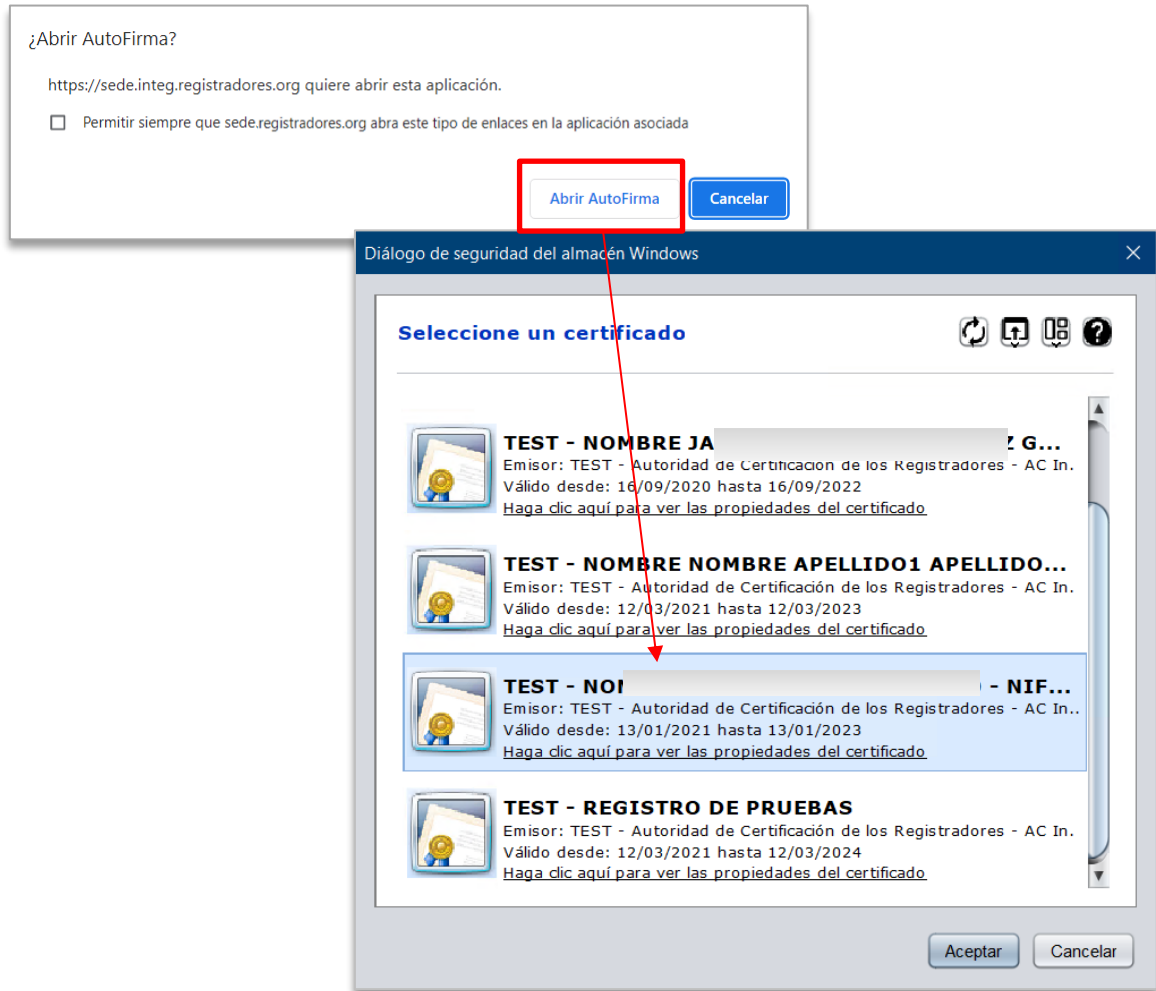 ¿Abrir AutoFirma?
https://sede.integ.registradores.org quiere abrir esta aplicación.
Permitir siempre que sede.registradores.org abra este tipo de enlaces en la aplicación asociada
Abrir AutoFirma
Cancelar
Diálogo de seguridad del almacén Windows
Seleccione un certificado
TEST - NOMBRE JA Z G...
Emisor: TEST - Autoridad de Certificación de los Registradores - AC In.
Válido desde: 16/09/2020 hasta 16/09/2022
Haga clic aquí para ver las propiedades del certificado
TEST - NOMBRE NOMBRE APELLIDO1 APELLIDO...
Emisor: TEST - Autoridad de Certificación de los Registradores - AC In.
Válido desde: 12/03/2021 hasta 12/03/2023
Haga clic aquí para ver las propiedades del certificado
TEST - - NIF...
Emisor: TEST - Autoridad de Certificación de los Registradores - AC In..
Válido desde: 13/01/2021 hasta 13/01/2023
Haga clic aquí para ver las propiedades del certificado
TEST - REGISTRO DE PRUEBAS
Emisor: TEST - Autoridad de Certificación de los Registradores - AC In.
Válido desde: 12/03/2021 hasta 12/03/2024
Haga clic aquí para ver las propiedades del certificado
Aceptar
Cancelar